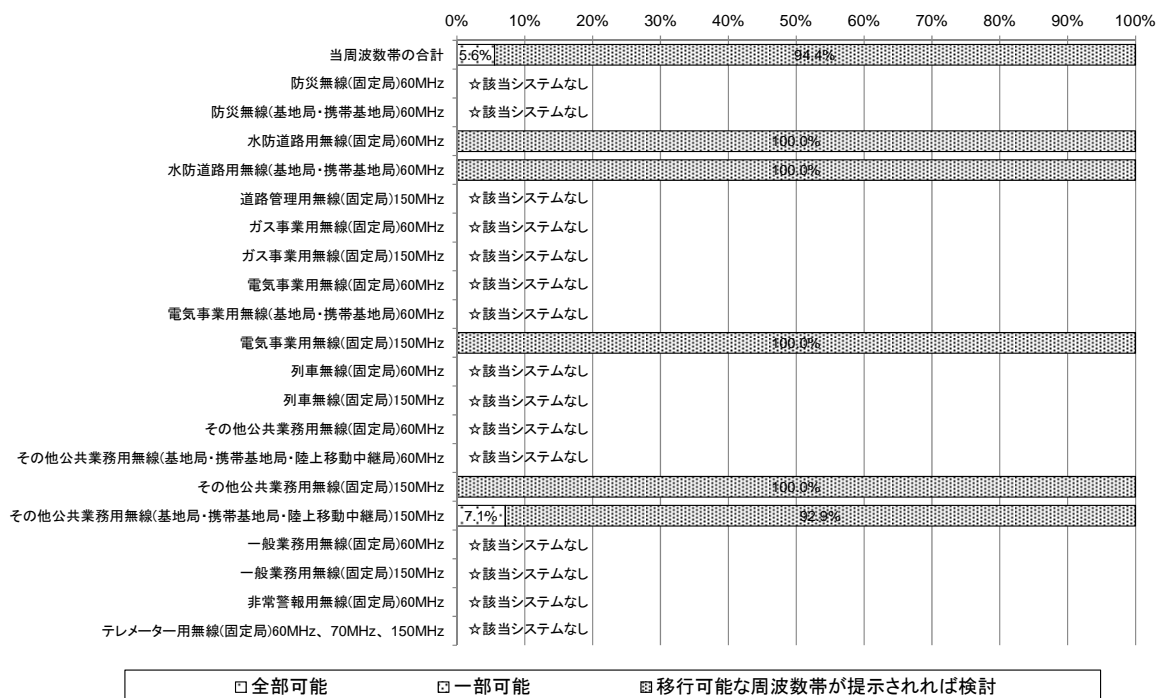 0% 10% 20% 30% 40% 50% 60% 70% 80% 90% 100%
当周波数帯の合計 5.6% 94.4%
防災無線(固定局)60MHz ☆該当システムなし
防災無線(基地局・携帯基地局)60MHz ☆該当システムなし
水防道路用無線(固定局)60MHz 100.0%
水防道路用無線(基地局・携帯基地局)60MHz 100.0%
道路管理用無線(固定局)150MHz ☆該当システムなし
ガス事業用無線(固定局)60MHz ☆該当システムなし
ガス事業用無線(固定局)150MHz ☆該当システムなし
電気事業用無線(固定局)60MHz ☆該当システムなし
電気事業用無線(基地局・携帯基地局)60MHz ☆該当システムなし
電気事業用無線(固定局)150MHz 100.0%
列車無線(固定局)60MHz ☆該当システムなし
列車無線(固定局)150MHz ☆該当システムなし
その他公共業務用無線(固定局)60MHz ☆該当システムなし
その他公共業務用無線(基地局・携帯基地局・陸上移動中継局)60MHz ☆該当システムなし
その他公共業務用無線(固定局)150MHz 100.0%
その他公共業務用無線(基地局・携帯基地局・陸上移動中継局)150MHz 7.1% 92.9%
一般業務用無線(固定局)60MHz ☆該当システムなし
一般業務用無線(固定局)150MHz ☆該当システムなし
非常警報用無線(固定局)60MHz ☆該当システムなし
テレメーター用無線(固定局)60MHz、70MHz、150MHz ☆該当システムなし
全部可能 一部可能 移行可能な周波数帯が提示されれば検討